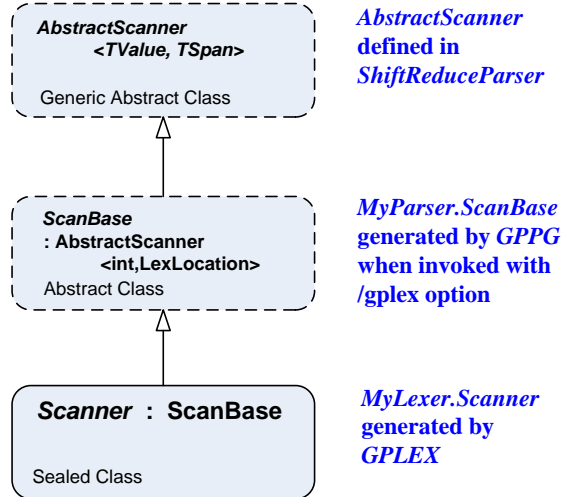 AbstractScanner
<TValue, TSpan>
Generic Abstract Class
AbstractScanner
defined in
ShiftReduceParser
ScanBase
: AbstractScanner
<int,LexLocation>
Abstract Class
MyParser.ScanBase
generated by GPPG
when invoked with
/gplex option
Scanner : ScanBase
Sealed Class
MyLexer.Scanner
generated by
GPLEX